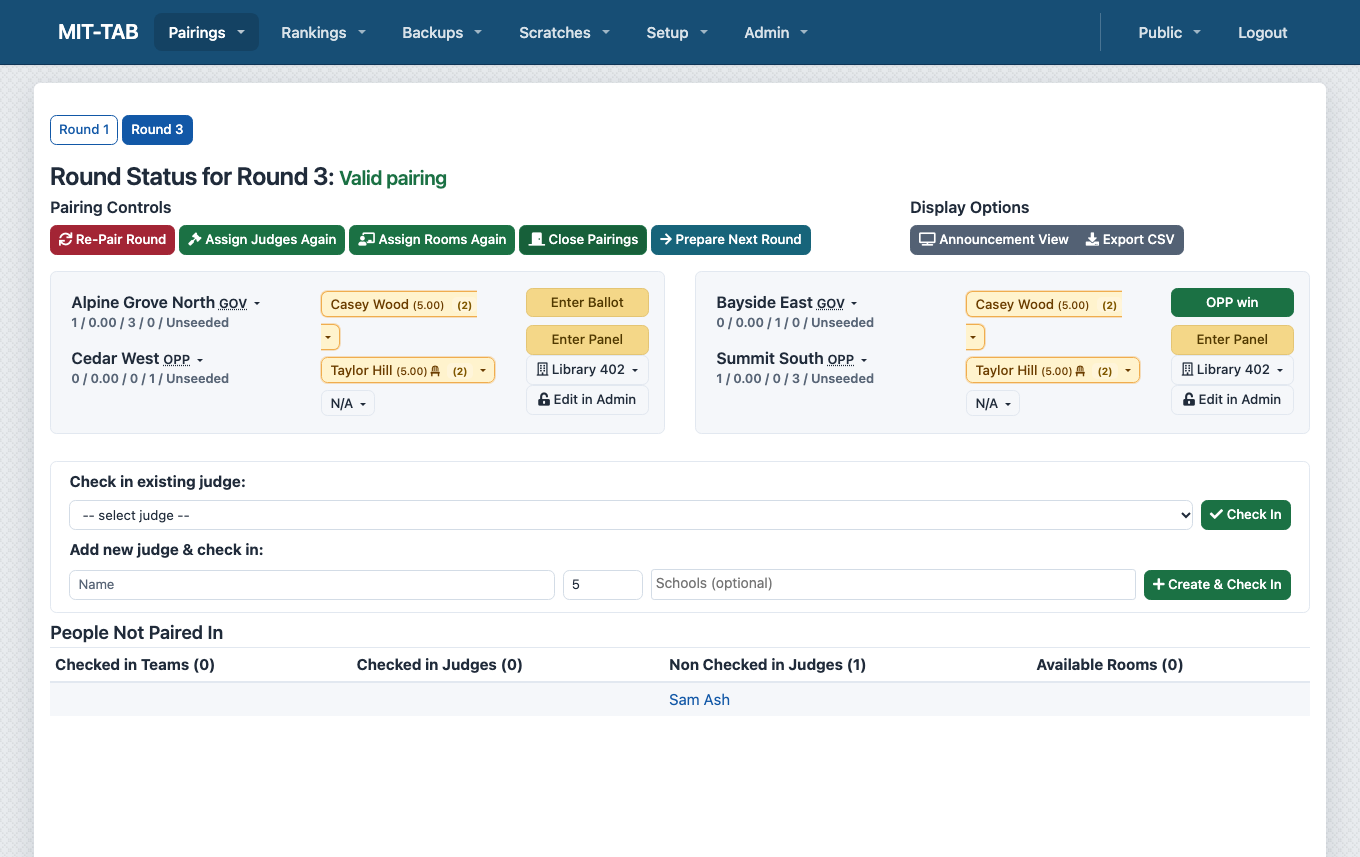 MIT-TAB Pairings Rankings Backups Scratches Setup Admin Public Logout
Round 1 Round 3
Round Status for Round 3: Valid pairing
Pairing Controls
Re-Pair Round Assign Judges Again Assign Rooms Again Close Pairings Prepare Next Round
Display Options
Announcement View Export CSV
Alpine Grove North GOV
1 / 0.00 / 3 / 0 / Unseeded
Cedar West OPP
0 / 0.00 / 0 / 1 / Unseeded
Casey Wood (5.00) (2)
Taylor Hill (5.00) (2)
N/A
Enter Ballot
Enter Panel
Library 402
Edit in Admin
Bayside East GOV
0 / 0.00 / 1 / 0 / Unseeded
Summit South OPP
1 / 0.00 / 0 / 3 / Unseeded
Casey Wood (5.00) (2)
Taylor Hill (5.00) (2)
N/A
OPP win
Enter Panel
Library 402
Edit in Admin
Check in existing judge:
-- select judge -- Check In
Add new judge & check in:
Name 5 Schools (optional) Create & Check In
People Not Paired In
Checked in Teams (0) Checked in Judges (0) Non Checked in Judges (1) Available Rooms (0)
Sam Ash